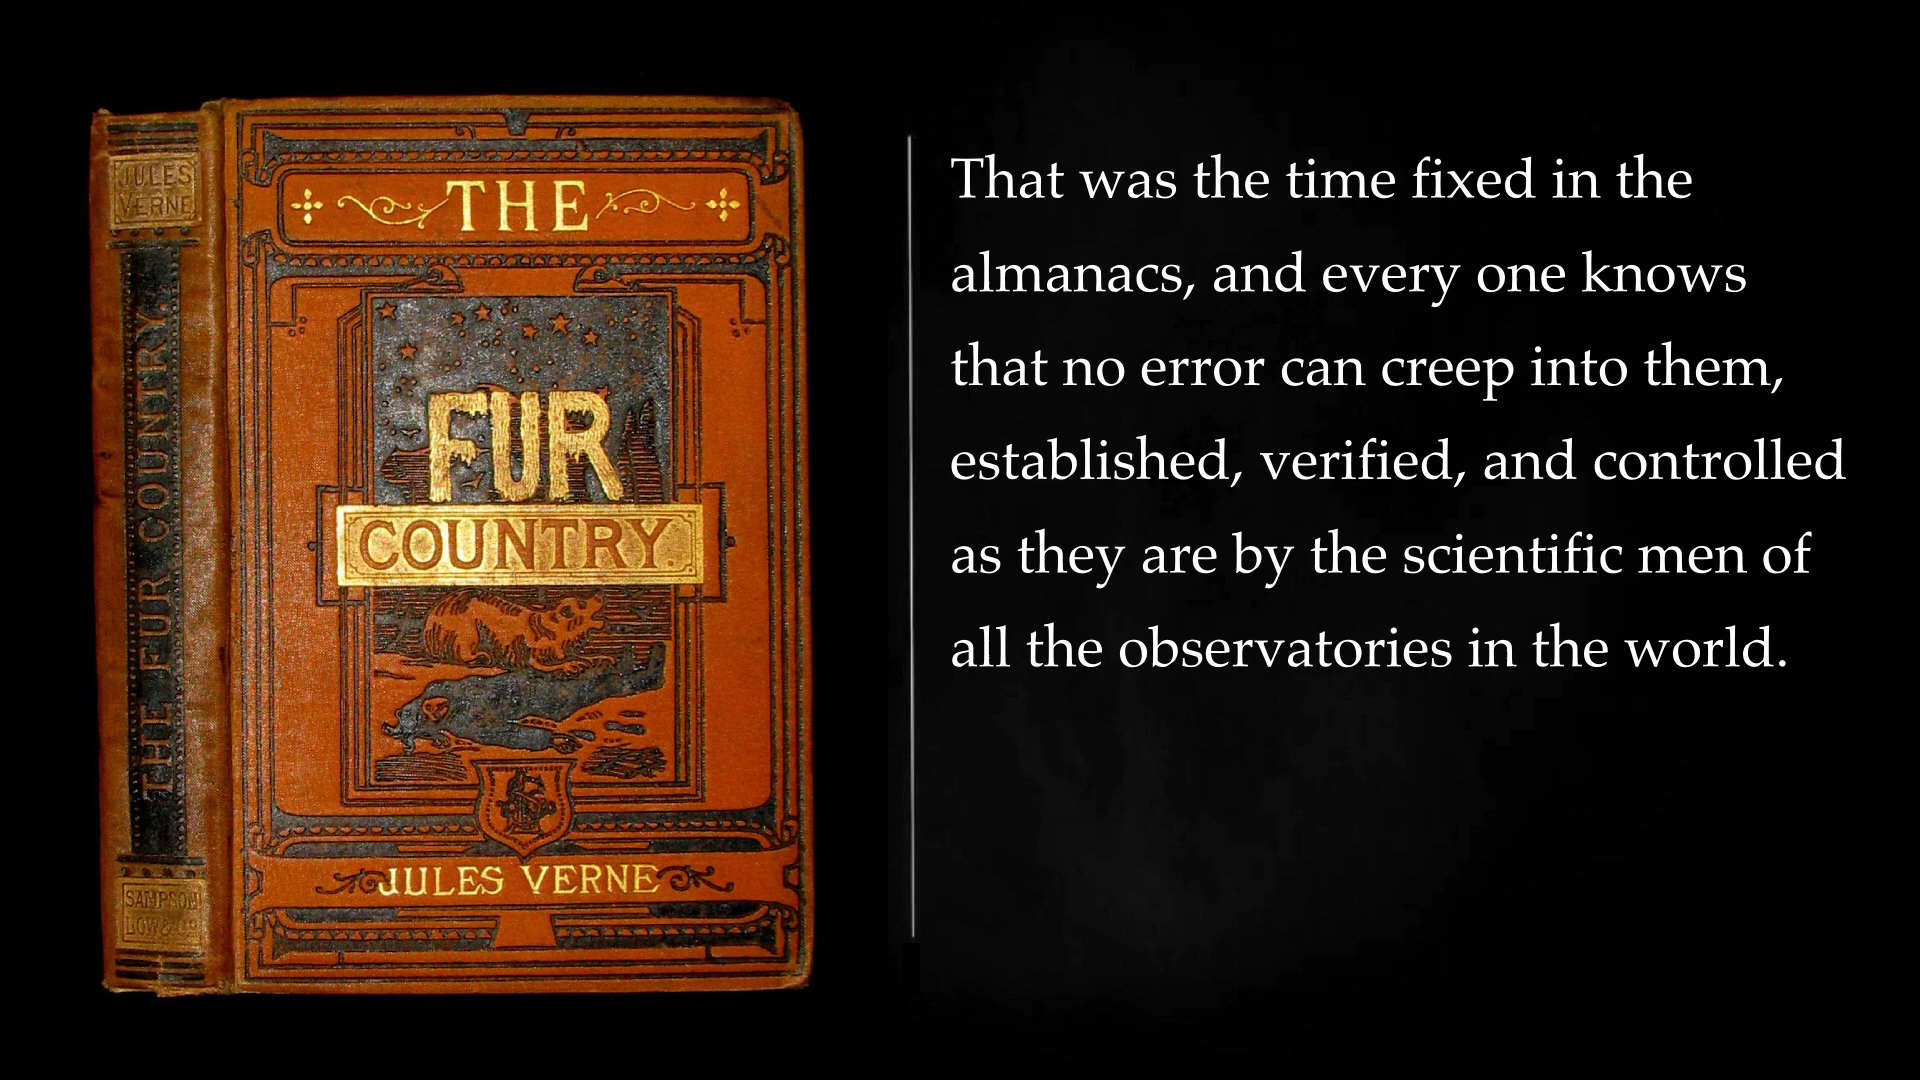 JULES
VERNE
THE FUR COUNTRY.
SAMPSON
LOW & Co
THE
FUR
COUNTRY.
JULES VERNE
That was the time fixed in the
almanacs, and every one knows
that no error can creep into them,
established, verified, and controlled
as they are by the scientific men of
all the observatories in the world.